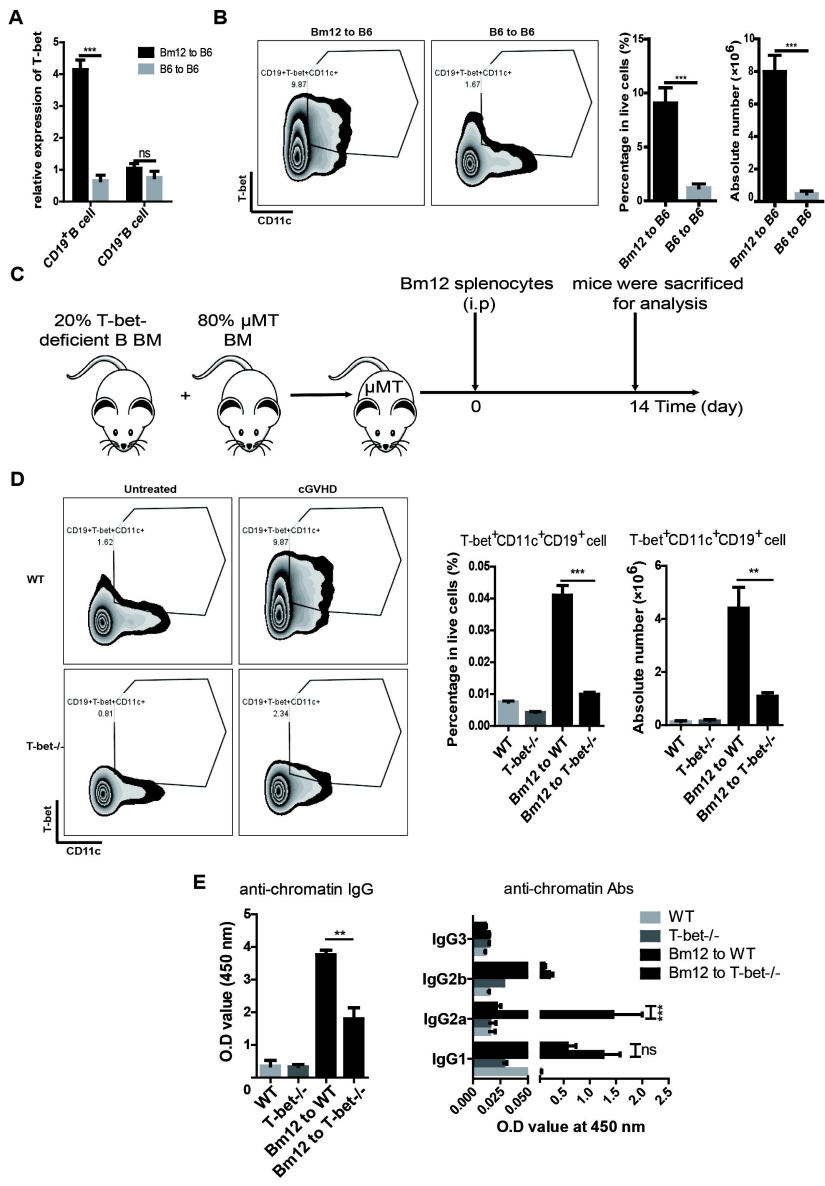 A
relative expression of T-bet
5
4
3
2
1
0
***
ns
Bm12 to B6
B6 to B6
CD19+B cell
CD19-B cell
B
Bm12 to B6
B6 to B6
CD19+T-bet+CD11c+
9.87
CD19+T-bet+CD11c+
1.67
T-bet
CD11c
Percentage in live cells (%)
15
10
5
0
***
Bm12 to B6
B6 to B6
Absolute number (×10⁶)
10
8
6
4
2
0
***
Bm12 to B6
B6 to B6
C
20% T-bet-
deficient B BM
+
80% µMT
BM
µMT
Bm12 splenocytes
(i.p)
mice were sacrificed
for analysis
0
14 Time (day)
D
Untreated
cGVHD
WT
CD19+T-bet+CD11c+
1.62
CD19+T-bet+CD11c+
9.87
T-bet-/-
CD19+T-bet+CD11c+
0.81
CD19+T-bet+CD11c+
2.34
T-bet
CD11c
T-bet+CD11c+CD19+ cell
Percentage in live cells (%)
0.05
0.04
0.03
0.02
0.01
0.00
***
WT
T-bet-/-
Bm12 to WT
Bm12 to T-bet-/-
T-bet+CD11c+CD19+ cell
Absolute number (×10⁶)
6
4
2
0
**
WT
T-bet-/-
Bm12 to WT
Bm12 to T-bet-/-
E
anti-chromatin IgG
O.D value (450 nm)
5
4
3
2
1
0
**
WT
T-bet-/-
Bm12 to WT
Bm12 to T-bet-/-
anti-chromatin Abs
WT
T-bet-/-
Bm12 to WT
Bm12 to T-bet-/-
IgG3
IgG2b
IgG2a
IgG1
***
ns
0.000
0.025
0.050
0.5
1.0
1.5
2.0
2.5
O.D value at 450 nm